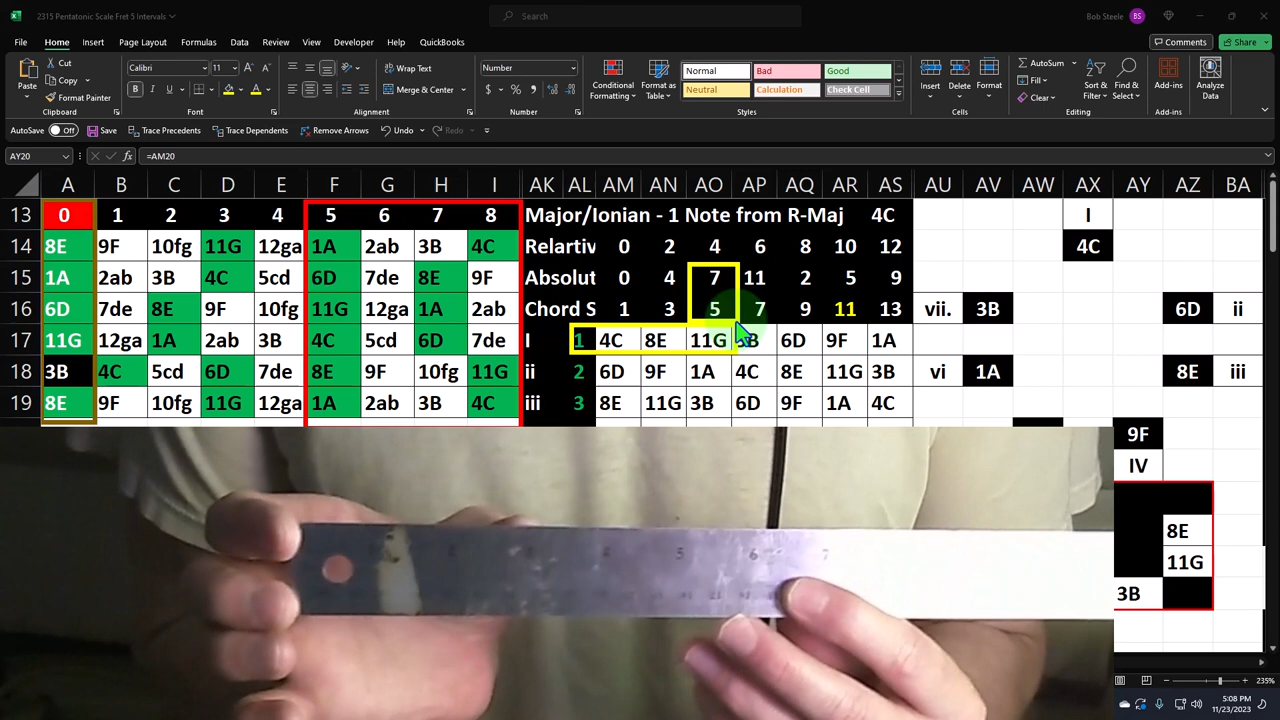 2315 Pentatonic Scale Fret 5 Intervals
Search
Bob Steele BS
File Home Insert Page Layout Formulas Data Review View Developer Automate Help QuickBooks
Comments Share
Paste Cut Copy Format Painter
Calibri 11
Wrap Text
Merge & Center
Number
Conditional Formatting Format as Table
Normal Bad Good
Neutral Calculation Check Cell
Insert Delete Format
AutoSum Fill Clear
Sort & Filter Find & Select
Add-ins
Analyze Data
Clipboard Font Alignment Number Styles Cells Editing Add-ins
AutoSave Off Save Trace Precedents Trace Dependents Remove Arrows Undo Redo
AY20 fx =AM20
A B C D E F G H I AK AL AM AN AO AP AQ AR AS AU AV AW AX AY AZ BA
13 0 1 2 3 4 5 6 7 8 Major/Ionian - 1 Note from R-Maj 4C I
14 8E 9F 10fg 11G 12ga 1A 2ab 3B 4C Relartiv 0 2 4 6 8 10 12 4C
15 1A 2ab 3B 4C 5cd 6D 7de 8E 9F Absolut 0 4 7 11 2 5 9
16 6D 7de 8E 9F 10fg 11G 12ga 1A 2ab Chord S 1 3 5 7 9 11 13 vii. 3B 6D ii
17 11G 12ga 1A 2ab 3B 4C 5cd 6D 7de I 1 4C 8E 11G 3B 6D 9F 1A
18 3B 4C 5cd 6D 7de 8E 9F 10fg 11G ii 2 6D 9F 1A 4C 8E 11G 3B vi 1A 8E iii
19 8E 9F 10fg 11G 12ga 1A 2ab 3B 4C iii 3 8E 11G 3B 6D 9F 1A 4C
9F
IV
8E
11G
3B
4 5 6 7
235%
5:08 PM
11/23/2023